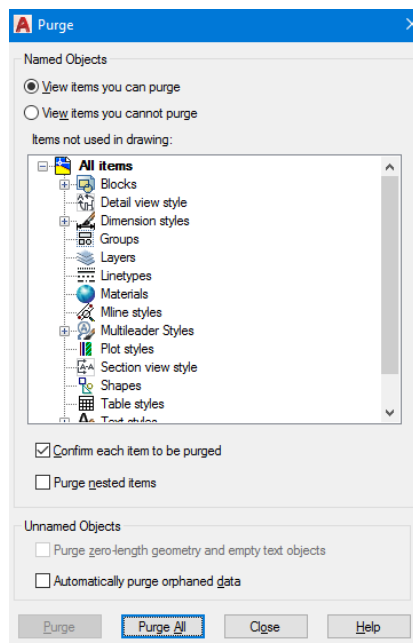 A Purge
Named Objects
View items you can purge
View items you cannot purge
Items not used in drawing:
All items
Blocks
Detail view style
Dimension styles
Groups
Layers
Linetypes
Materials
Mline styles
Multileader Styles
Plot styles
Section view style
Shapes
Table styles
Text styles
Confirm each item to be purged
Purge nested items
Unnamed Objects
Purge zero-length geometry and empty text objects
Automatically purge orphaned data
Purge Purge All Close Help